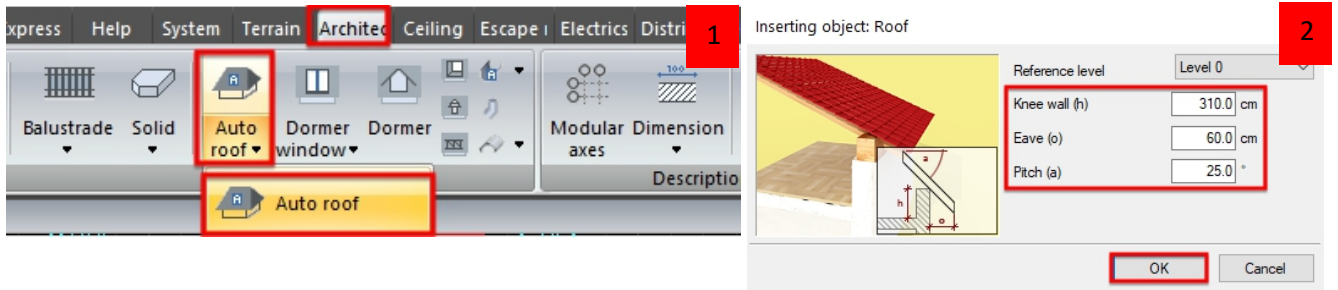 xpress Help System Terrain Architec Ceiling Escape Electrics Distri 1
Balustrade Solid Auto roof Dormer window Dormer Modular axes 100 Dimension
A
Descriptio
A Auto roof
2
Inserting object: Roof
Reference level Level 0
Knee wall (h) 310.0 cm
Eave (o) 60.0 cm
Pitch (a) 25.0 °
a
h
o
OK Cancel